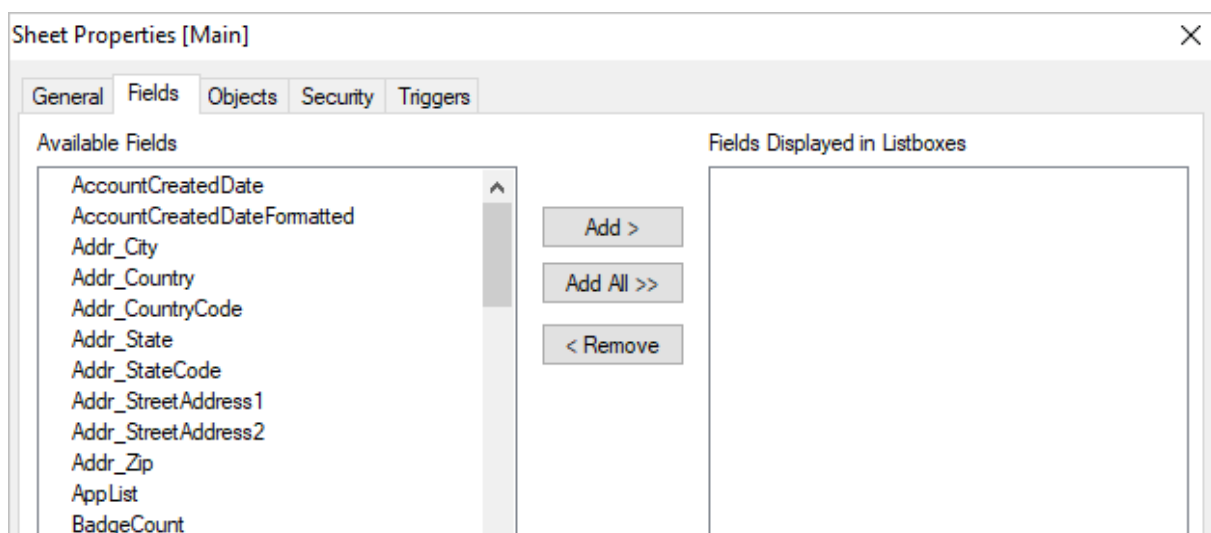 Sheet Properties [Main]
General Fields Objects Security Triggers
Available Fields
Fields Displayed in Listboxes
AccountCreatedDate
AccountCreatedDateFormatted
Addr_City
Addr_Country
Addr_CountryCode
Addr_State
Addr_StateCode
Addr_StreetAddress1
Addr_StreetAddress2
Addr_Zip
AppList
BadgeCount
Add >
Add All >>
< Remove